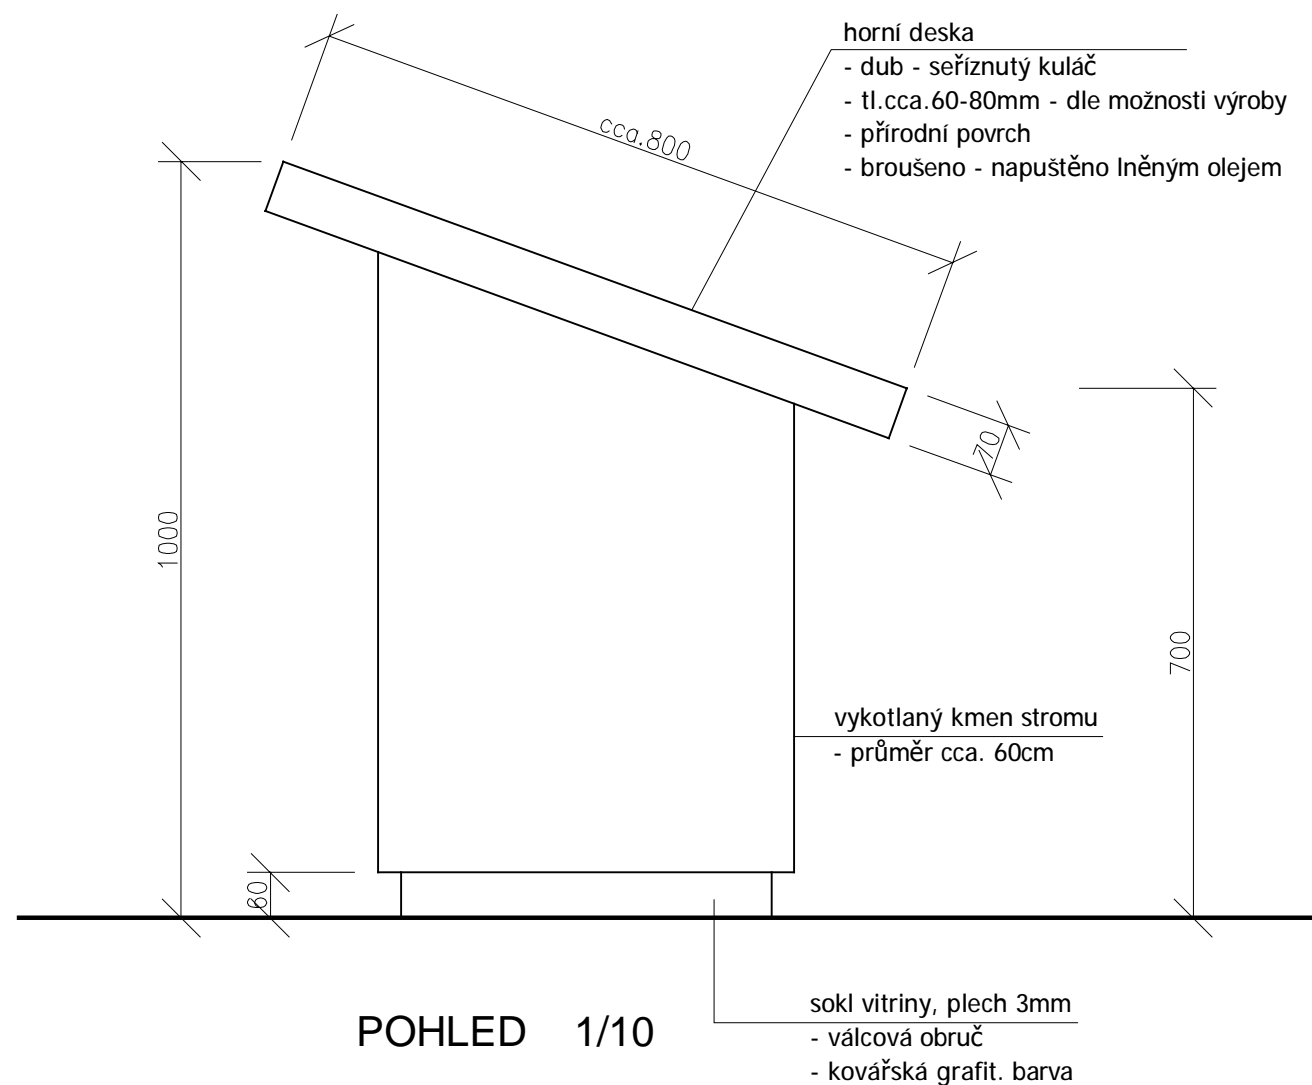 horní deska
- dub - seříznutý kuláč
- tl.cca.60-80mm - dle možnosti výroby
- přírodní povrch
- broušeno - napuštěno lněným olejem
cca.800
70
1000
700
vykotlaný kmen stromu
- průměr cca. 60cm
60
sokl vitriny, plech 3mm
- válcová obruč
- kovářská grafit. barva
POHLED 1/10